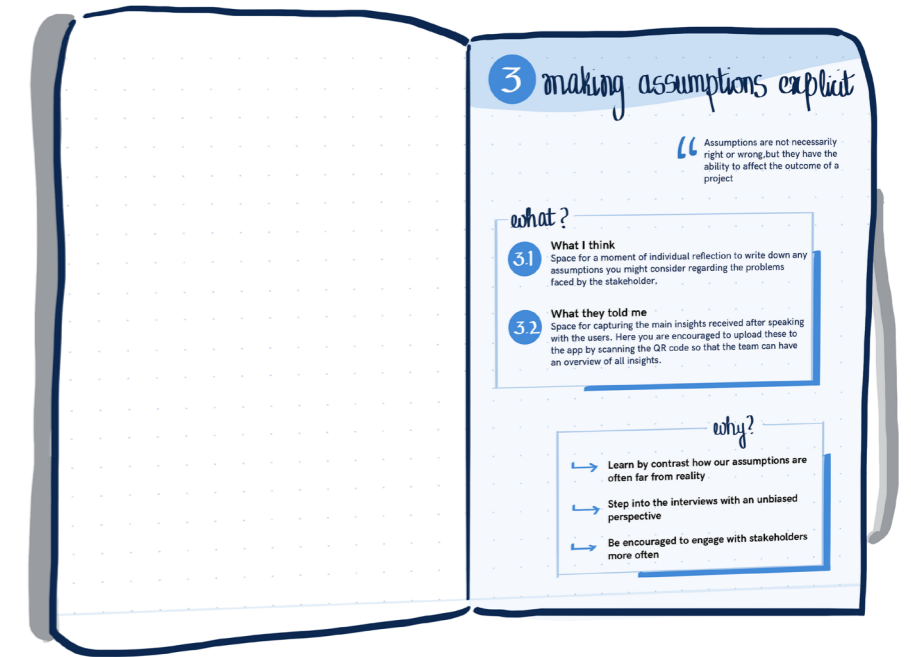 3 making assumptions explicit
Assumptions are not necessarily
right or wrong,but they have the
ability to affect the outcome of a
project
what?
3.1
What I think
Space for a moment of individual reflection to write down any
assumptions you might consider regarding the problems
faced by the stakeholder.
3.2
What they told me
Space for capturing the main insights received after speaking
with the users. Here you are encouraged to upload these to
the app by scanning the QR code so that the team can have
an overview of all insights.
why?
Learn by contrast how our assumptions are
often far from reality
Step into the interviews with an unbiased
perspective
Be encouraged to engage with stakeholders
more often